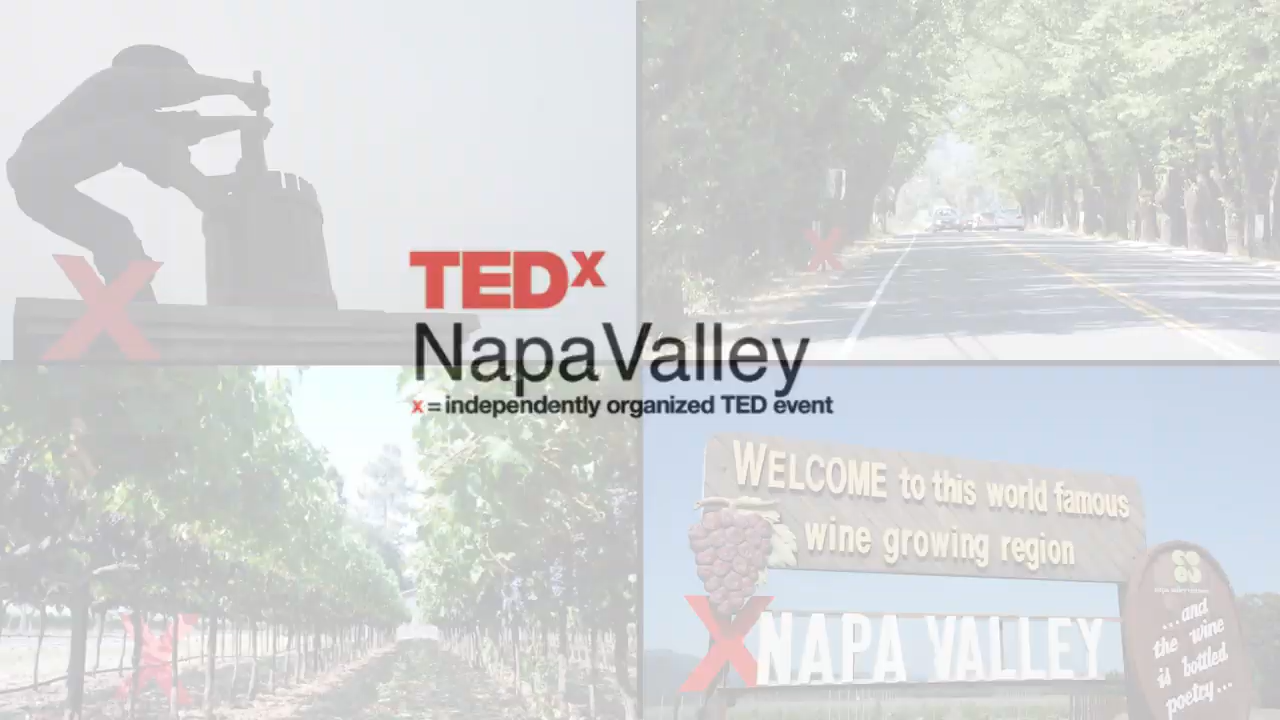 TEDx
NapaValley
x = independently organized TED event
WELCOME to this world famous
wine growing region
X
NAPA VALLEY
...and
the wine
is bottled
poetry...
X
X
X